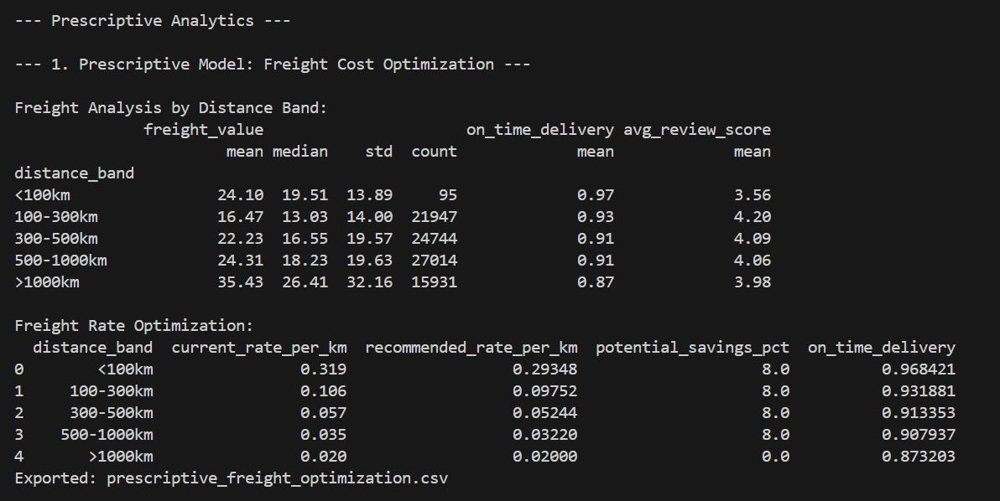 --- Prescriptive Analytics ---
--- 1. Prescriptive Model: Freight Cost Optimization ---
Freight Analysis by Distance Band:
freight_value on_time_delivery avg_review_score
mean median std count mean mean
distance_band
<100km 24.10 19.51 13.89 95 0.97 3.56
100-300km 16.47 13.03 14.00 21947 0.93 4.20
300-500km 22.23 16.55 19.57 24744 0.91 4.09
500-1000km 24.31 18.23 19.63 27014 0.91 4.06
>1000km 35.43 26.41 32.16 15931 0.87 3.98
Freight Rate Optimization:
distance_band current_rate_per_km recommended_rate_per_km potential_savings_pct on_time_delivery
0 <100km 0.319 0.29348 8.0 0.968421
1 100-300km 0.106 0.09752 8.0 0.931881
2 300-500km 0.057 0.05244 8.0 0.913353
3 500-1000km 0.035 0.03220 8.0 0.907937
4 >1000km 0.020 0.02000 0.0 0.873203
Exported: prescriptive_freight_optimization.csv